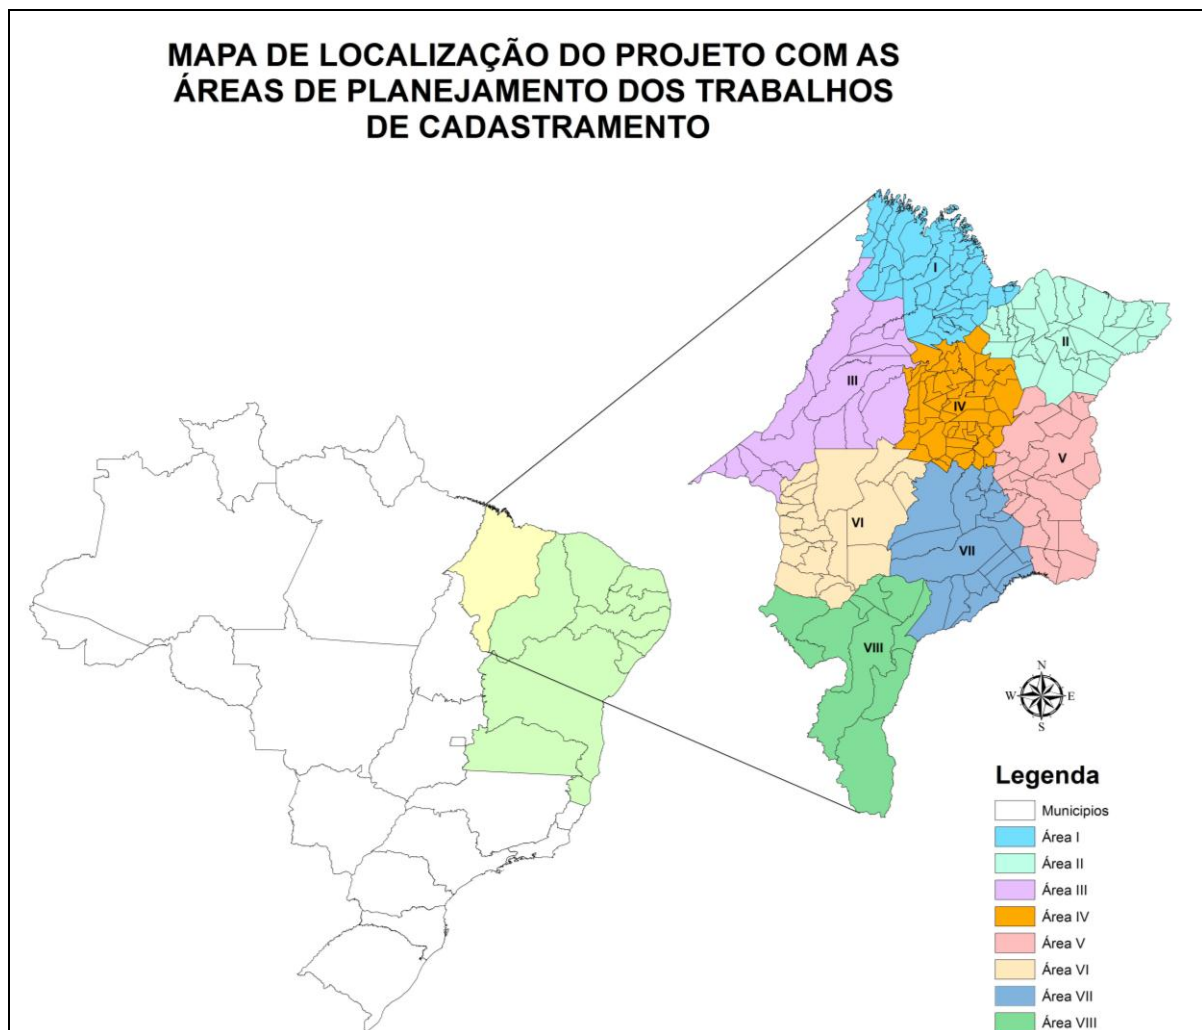 MAPA DE LOCALIZAÇÃO DO PROJETO COM AS
ÁREAS DE PLANEJAMENTO DOS TRABALHOS
DE CADASTRAMENTO
I
II
III
IV
V
VI
VII
VIII
N
W
E
S
Legenda
Municipios
Área I
Área II
Área III
Área IV
Área V
Área VI
Área VII
Área VIII